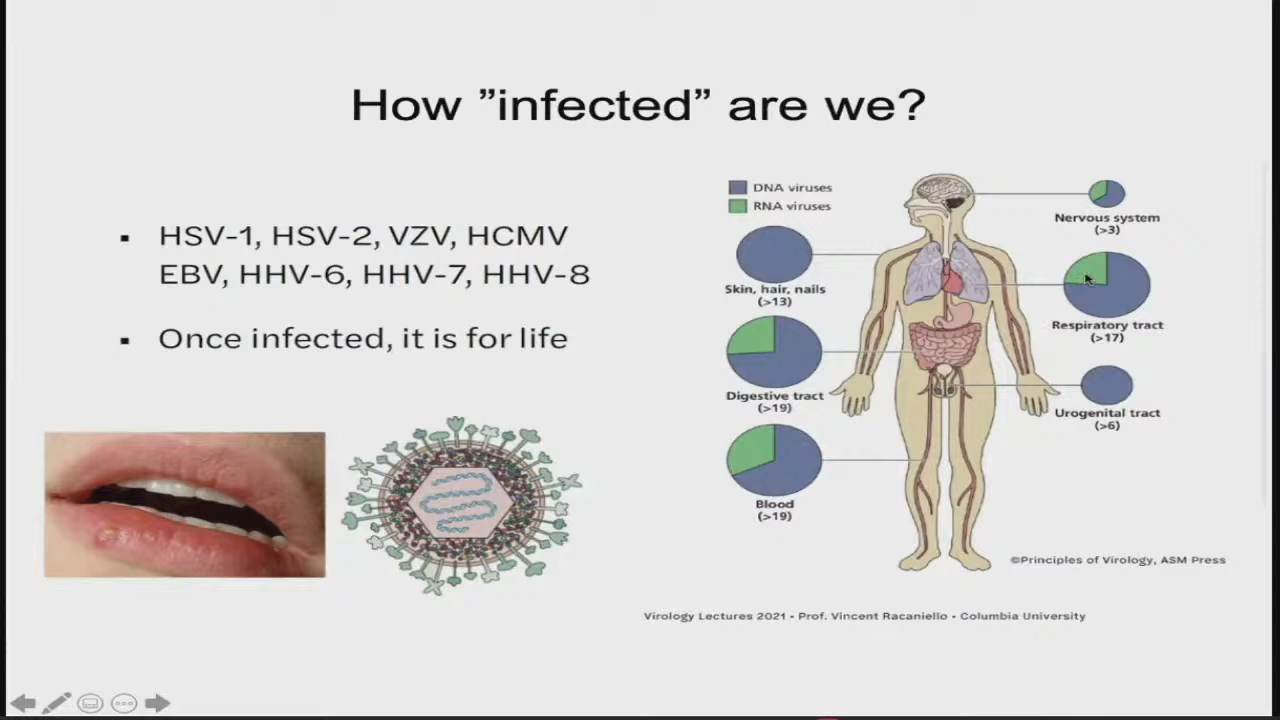 How ”infected” are we?
▪ HSV-1, HSV-2, VZV, HCMV
EBV, HHV-6, HHV-7, HHV-8
▪ Once infected, it is for life
DNA viruses
RNA viruses
Skin, hair, nails
(>13)
Digestive tract
(>19)
Blood
(>19)
Nervous system
(>3)
Respiratory tract
(>17)
Urogenital tract
(>6)
©Principles of Virology, ASM Press
Virology Lectures 2021 • Prof. Vincent Racaniello • Columbia University